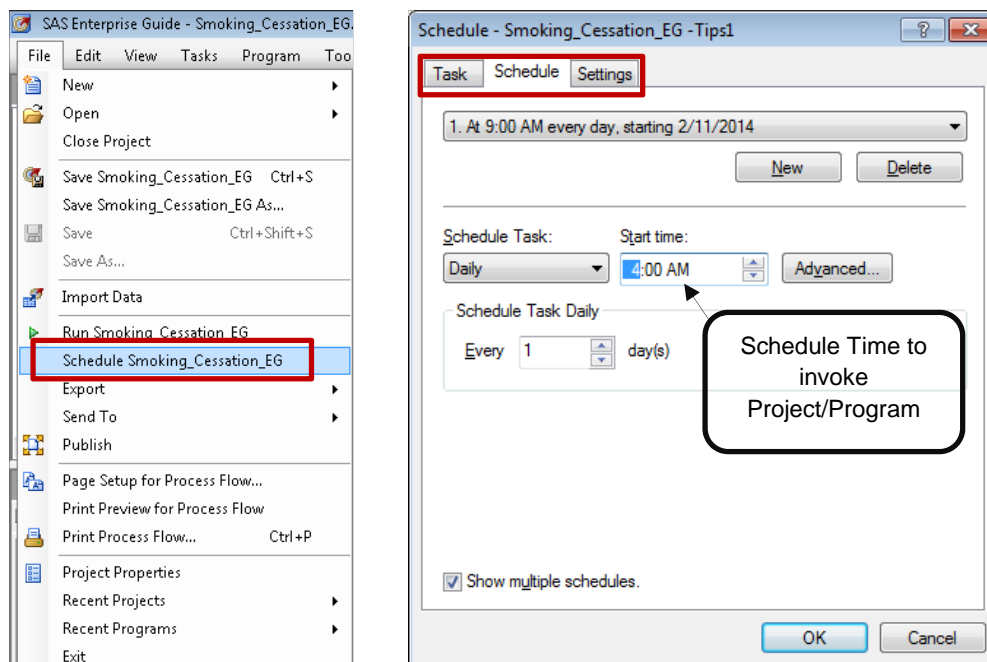 SAS Enterprise Guide - Smoking_Cessation_EG.
File Edit View Tasks Program Too
New
Open
Close Project
Save Smoking_Cessation_EG Ctrl+S
Save Smoking_Cessation_EG As...
Save Ctrl+Shift+S
Save As...
Import Data
Run Smoking_Cessation_EG
Schedule Smoking_Cessation_EG
Export
Send To
Publish
Page Setup for Process Flow...
Print Preview for Process Flow
Print Process Flow... Ctrl+P
Project Properties
Recent Projects
Recent Programs
Exit
Schedule - Smoking_Cessation_EG -Tips1
Task Schedule Settings
1. At 9:00 AM every day, starting 2/11/2014
New Delete
Schedule Task: Start time:
Daily 4:00 AM Advanced...
Schedule Task Daily
Every 1 day(s)
Schedule Time to
invoke
Project/Program
Show multiple schedules.
OK Cancel